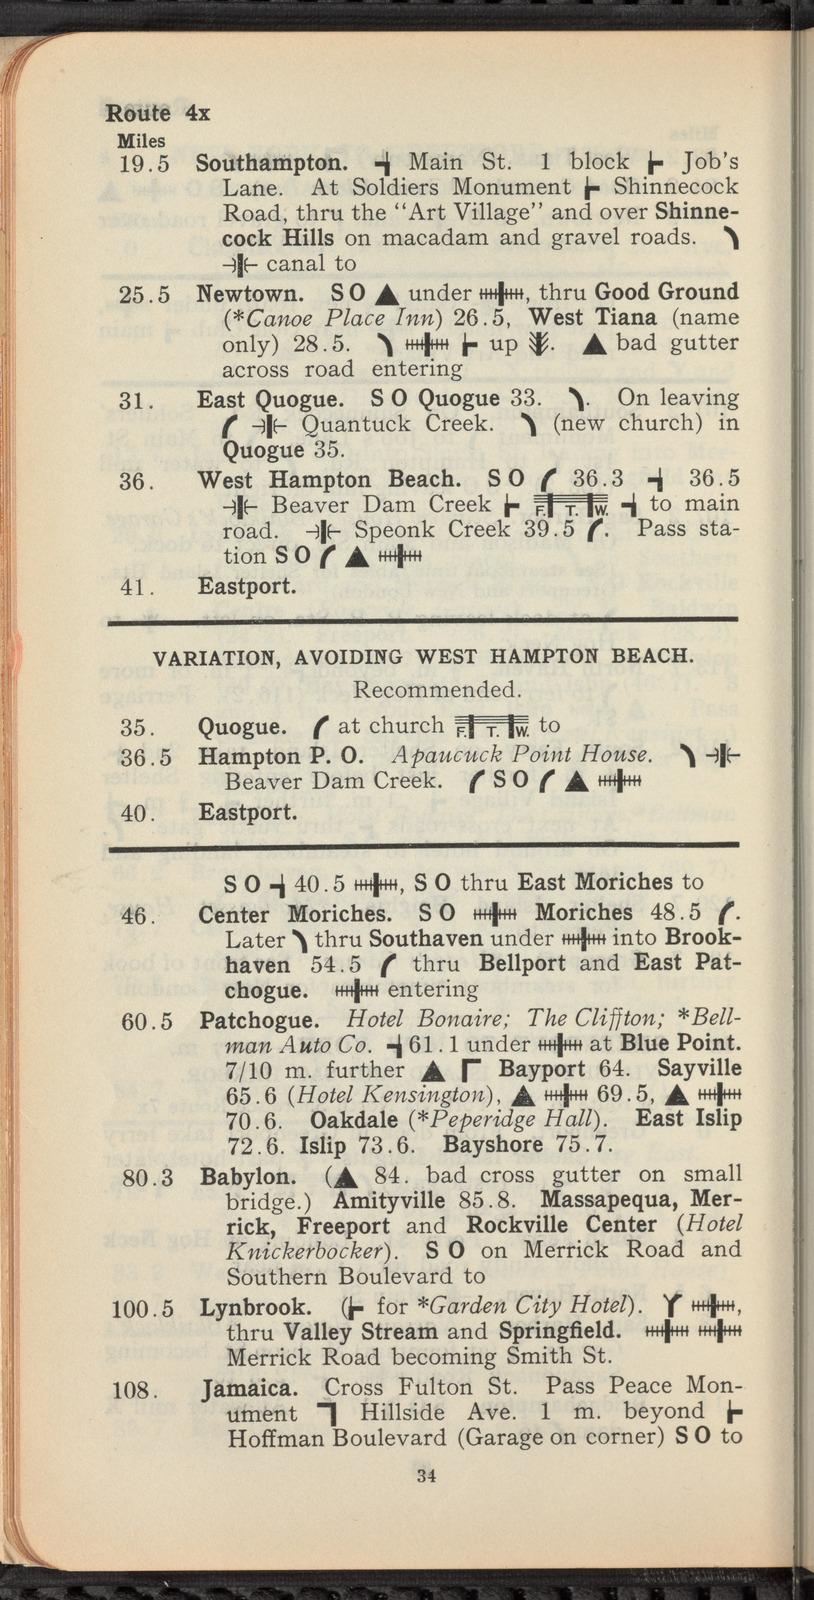 Route 4x
Miles
19.5 Southampton. Main St. 1 block Job's
Lane. At Soldiers Monument Shinnecock
Road, thru the “Art Village” and over Shinne-
cock Hills on macadam and gravel roads.
canal to
25.5 Newtown. S O under , thru Good Ground
(*Canoe Place Inn) 26.5, West Tiana (name
only) 28.5. up . bad gutter
across road entering
31. East Quogue. S O Quogue 33. . On leaving
Quantuck Creek. (new church) in
Quogue 35.
36. West Hampton Beach. S O 36.3 36.5
Beaver Dam Creek F. T. W. to main
road. Speonk Creek 39.5 . Pass sta-
tion S O
41. Eastport.
VARIATION, AVOIDING WEST HAMPTON BEACH.
Recommended.
35. Quogue. at church F. T. W. to
36.5 Hampton P. O. Apaucuck Point House.
Beaver Dam Creek. S O
40. Eastport.
S O 40.5 , S O thru East Moriches to
46. Center Moriches. S O Moriches 48.5 .
Later thru Southaven under into Brook-
haven 54.5 thru Bellport and East Pat-
chogue. entering
60.5 Patchogue. Hotel Bonaire; The Cliffton; *Bell-
man Auto Co. 61.1 under at Blue Point.
7/10 m. further Bayport 64. Sayville
65.6 (Hotel Kensington), 69.5,
70.6. Oakdale (*Peperidge Hall). East Islip
72.6. Islip 73.6. Bayshore 75.7.
80.3 Babylon. ( 84. bad cross gutter on small
bridge.) Amityville 85.8. Massapequa, Mer-
rick, Freeport and Rockville Center (Hotel
Knickerbocker). S O on Merrick Road and
Southern Boulevard to
100.5 Lynbrook. ( for *Garden City Hotel). ,
thru Valley Stream and Springfield.
Merrick Road becoming Smith St.
108. Jamaica. Cross Fulton St. Pass Peace Mon-
ument Hillside Ave. 1 m. beyond
Hoffman Boulevard (Garage on corner) S O to
34